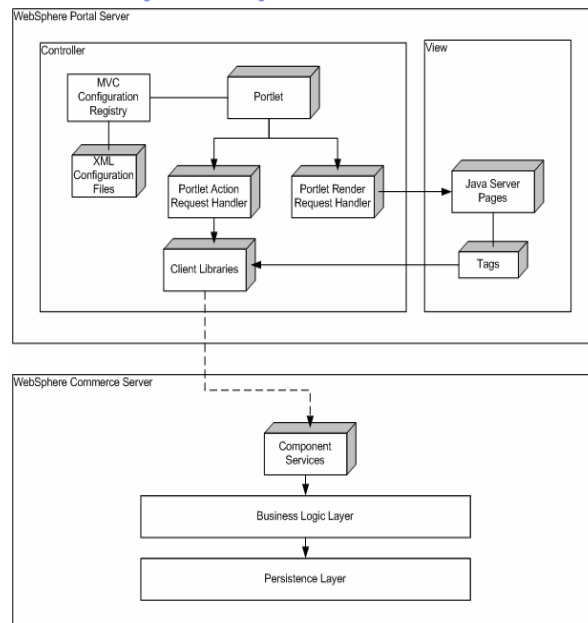 WebSphere Portal Server
Controller
View
MVC
Configuration
Registry
Portlet
XML
Configuration
Files
Portlet Action
Request Handler
Portlet Render
Request Handler
Java Server
Pages
Client Libraries
Tags
WebSphere Commerce Server
Component
Services
Business Logic Layer
Persistence Layer